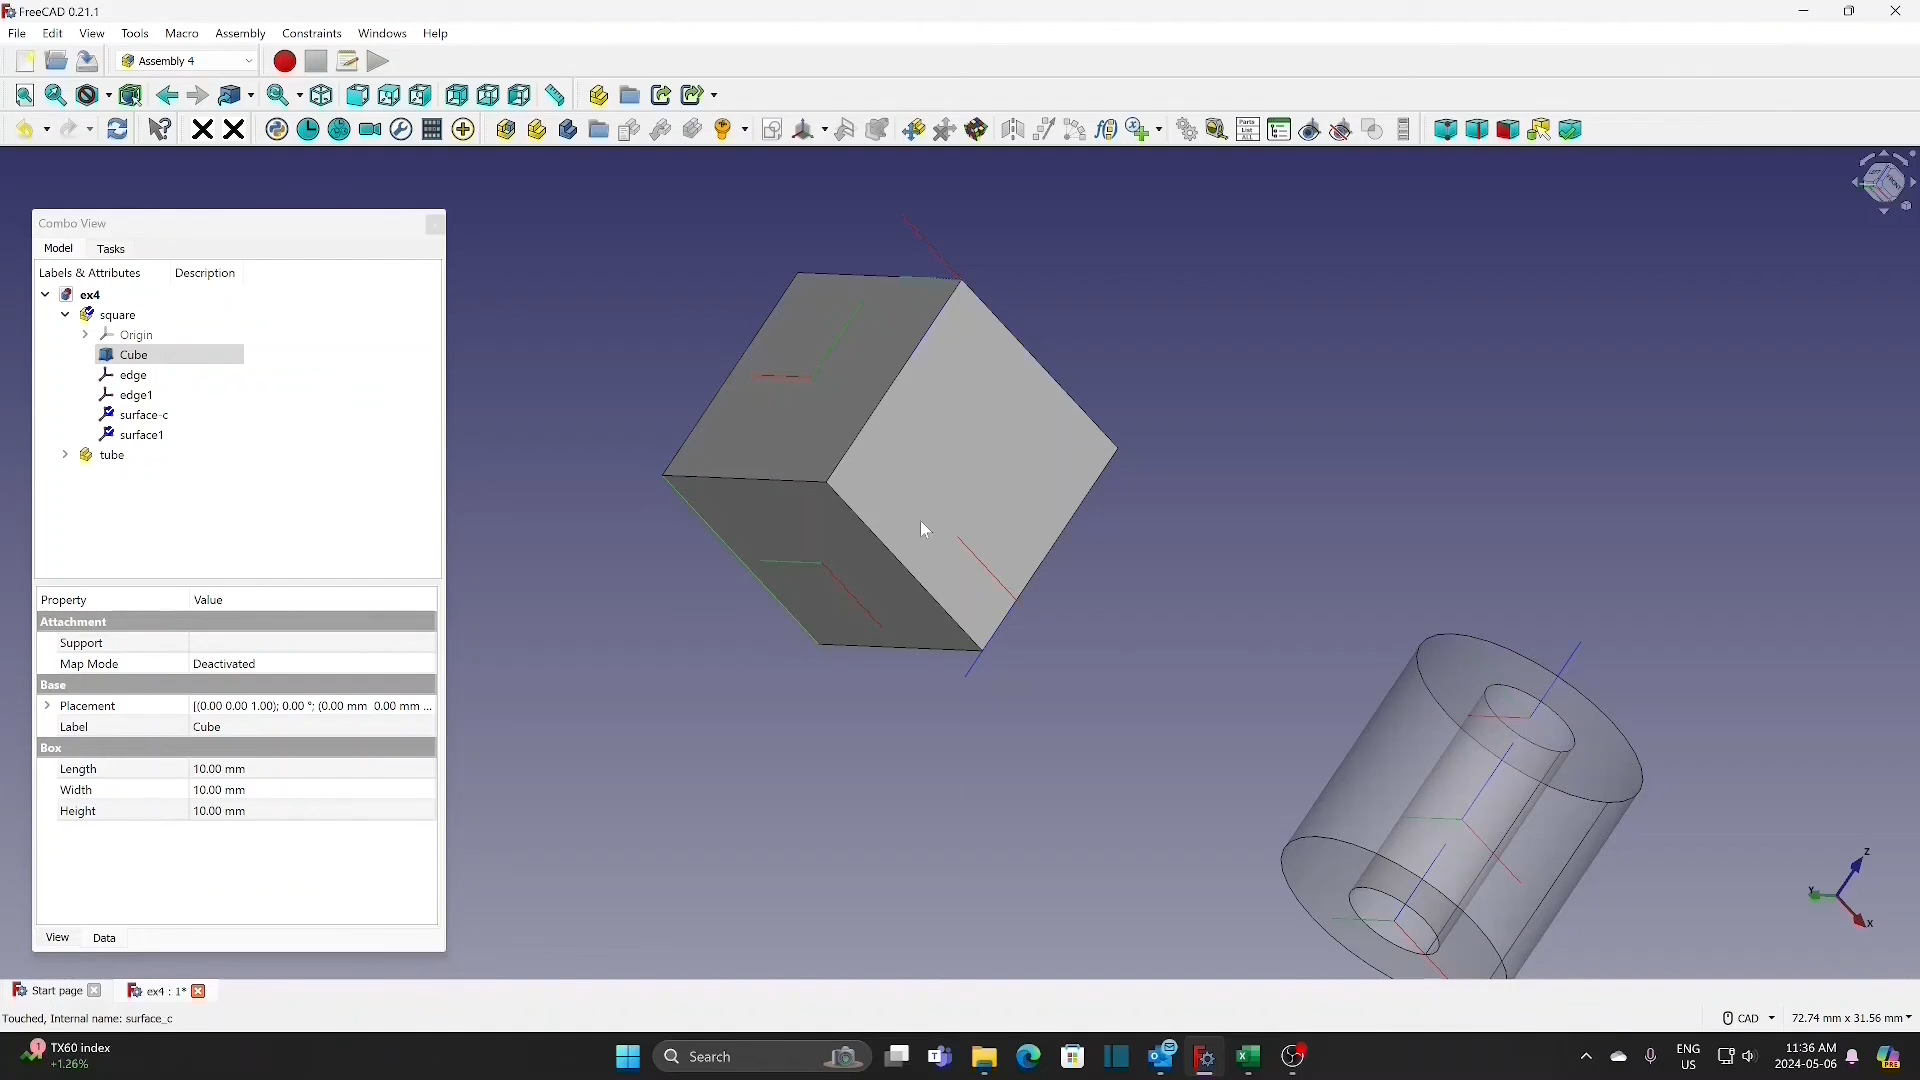 FreeCAD 0.21.1
File Edit View Tools Macro Assembly Constraints Windows Help
Assembly 4
Parts List ALL
Combo View
Model Tasks
Labels & Attributes Description
ex4
square
Origin
Cube
edge
edge1
surface-c
surface1
tube
Property Value
Attachment
Support
Map Mode Deactivated
Base
Placement [(0.00 0.00 1.00); 0.00 °; (0.00 mm 0.00 mm ...
Label Cube
Box
Length 10.00 mm
Width 10.00 mm
Height 10.00 mm
View Data
Z
Y
X
Start page ex4 : 1*
Touched, Internal name: surface_c
CAD 72.74 mm x 31.56 mm
1 TX60 index
+1.26%
Search
ENG
US
11:36 AM
2024-05-06
PRE